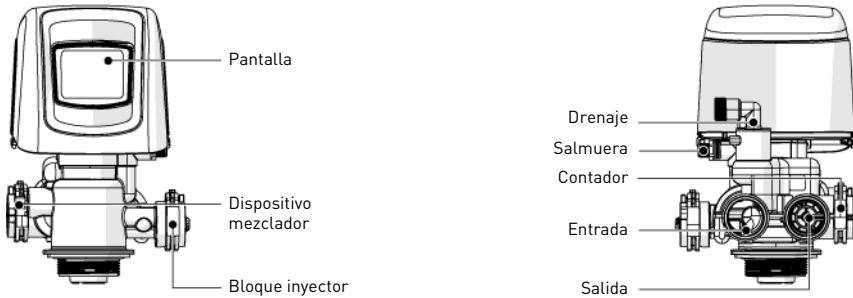 Pantalla
Dispositivo
mezclador
Bloque inyector
Drenaje
Salmuera
Contador
Entrada
Salida